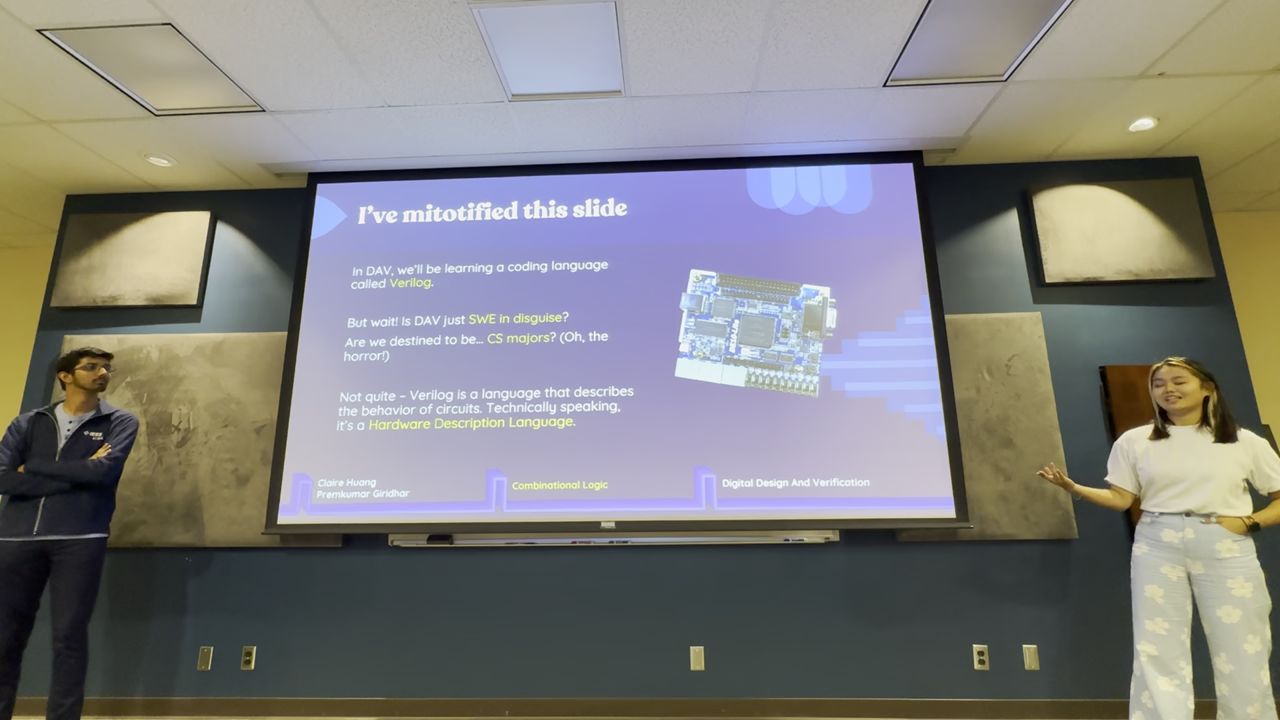 I've mitotified this slide
In DAV, we'll be learning a coding language
called Verilog.
But wait! Is DAV just SWE in disguise?
Are we destined to be... CS majors? (Oh, the
horror!)
Not quite – Verilog is a language that describes
the behavior of circuits. Technically speaking,
it's a Hardware Description Language.
Claire Huang
Premkumar Giridhar
Combinational Logic
Digital Design And Verification
IEEE